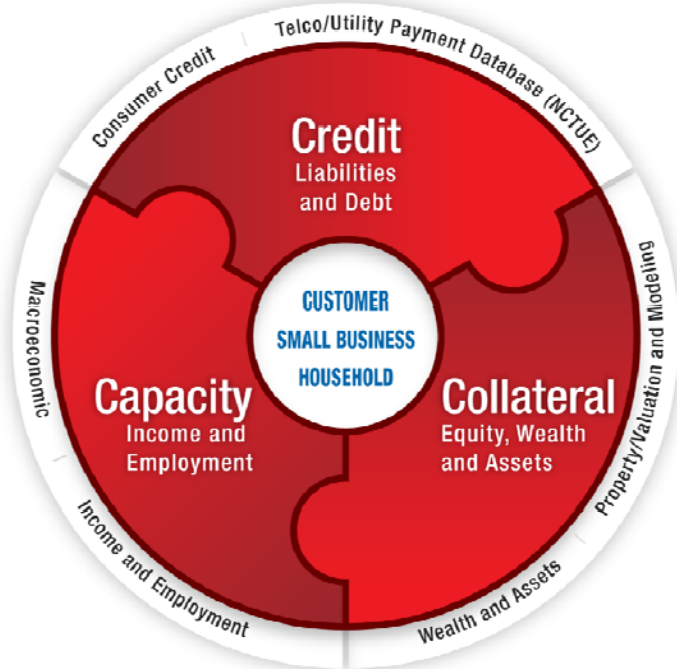 Consumer Credit
Telco/Utility Payment Database (NCTUE)
Credit
Liabilities
and Debt
CUSTOMER
SMALL BUSINESS
HOUSEHOLD
Capacity
Income and
Employment
Collateral
Equity, Wealth
and Assets
Macroeconomic
Income and Employment
Property/Valuation and Modeling
Wealth and Assets